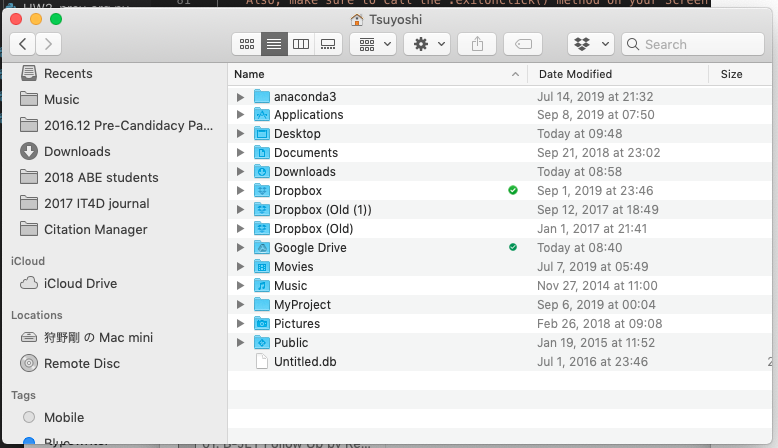 Also, make sure to call the .exitonclick() method on your Screen
Tsuyoshi
Search
Recents
Music
2016.12 Pre-Candidacy Pa...
Downloads
2018 ABE students
2017 IT4D journal
Citation Manager
iCloud
iCloud Drive
Locations
狩野剛 の Mac mini
Remote Disc
Tags
Mobile
Name Date Modified Size
anaconda3 Jul 14, 2019 at 21:32
Applications Sep 8, 2019 at 07:50
Desktop Today at 09:48
Documents Sep 21, 2018 at 23:02
Downloads Today at 08:58
Dropbox Sep 1, 2019 at 23:46
Dropbox (Old (1)) Sep 12, 2017 at 18:49
Dropbox (Old) Jan 1, 2017 at 21:41
Google Drive Today at 08:40
Movies Jul 7, 2019 at 05:49
Music Nov 27, 2014 at 11:00
MyProject Sep 6, 2019 at 00:04
Pictures Feb 26, 2018 at 09:08
Public Jan 19, 2015 at 11:52
Untitled.db Jul 1, 2016 at 23:46 2